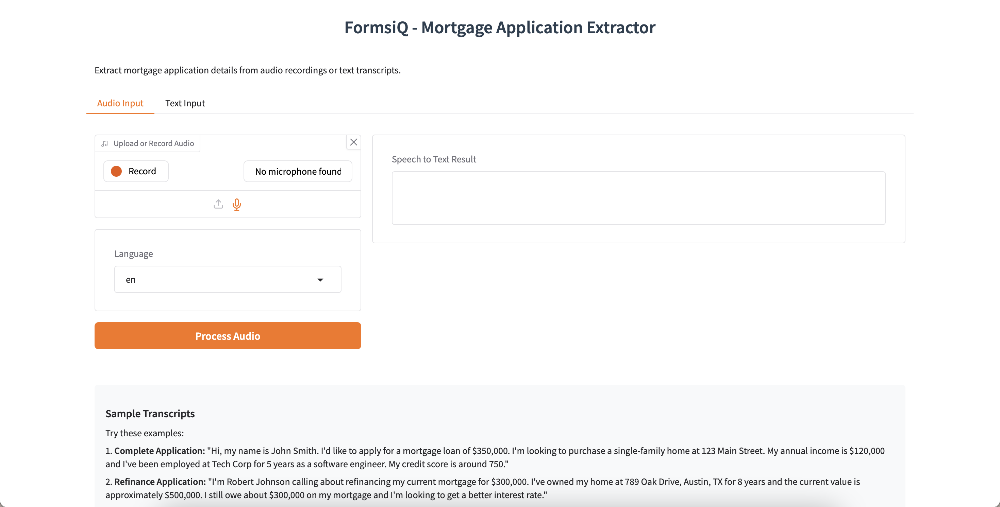 FormsiQ - Mortgage Application Extractor
Extract mortgage application details from audio recordings or text transcripts.
Audio Input
Text Input
Upload or Record Audio
Record
No microphone found
Speech to Text Result
Language
en
Process Audio
Sample Transcripts
Try these examples:
1. Complete Application: "Hi, my name is John Smith. I'd like to apply for a mortgage loan of $350,000. I'm looking to purchase a single-family home at 123 Main Street. My annual income is $120,000
and I've been employed at Tech Corp for 5 years as a software engineer. My credit score is around 750."
2. Refinance Application: "I'm Robert Johnson calling about refinancing my current mortgage for $300,000. I've owned my home at 789 Oak Drive, Austin, TX for 8 years and the current value is
approximately $500,000. I still owe about $300,000 on my mortgage and I'm looking to get a better interest rate."